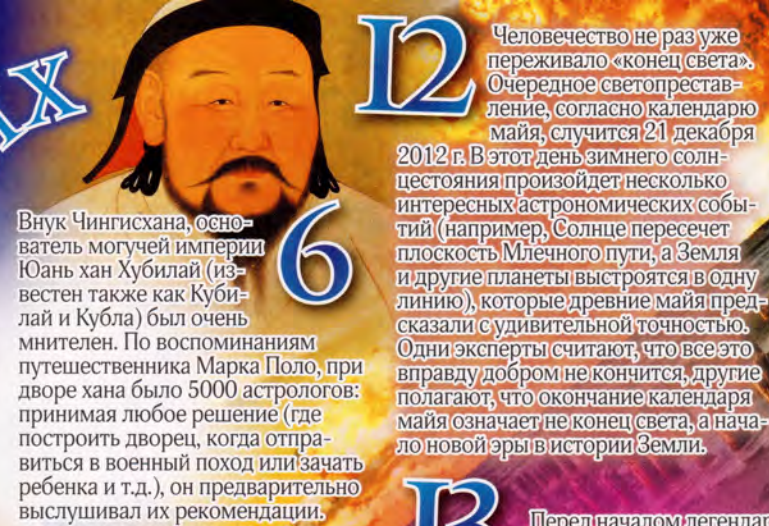 ИХ
6
Внук Чингисхана, осно-
ватель могучей империи
Юань хан Хубилай (из-
вестен также как Куби-
лай и Кубла) был очень
мнителен. По воспоминаниям
путешественника Марка Поло, при
дворе хана было 5000 астрологов:
принимая любое решение (где
построить дворец, когда отпра-
виться в военный поход или зачать
ребенка и т.д.), он предварительно
выслушивал их рекомендации.
12
Человечество не раз уже
переживало «конец света».
Очередное светопрестав-
ление, согласно календарю
майя, случится 21 декабря
2012 г. В этот день зимнего солн-
цестояния произойдет несколько
интересных астрономических собы-
тий (например, Солнце пересечет
плоскость Млечного пути, а Земля
и другие планеты выстроятся в одну
линию), которые древние майя пред-
сказали с удивительной точностью.
Одни эксперты считают, что все это
вправду добром не кончится, другие
полагают, что окончание календаря
майя означает не конец света, а нача-
ло новой эры в истории Земли.
13
Перед началом легендар